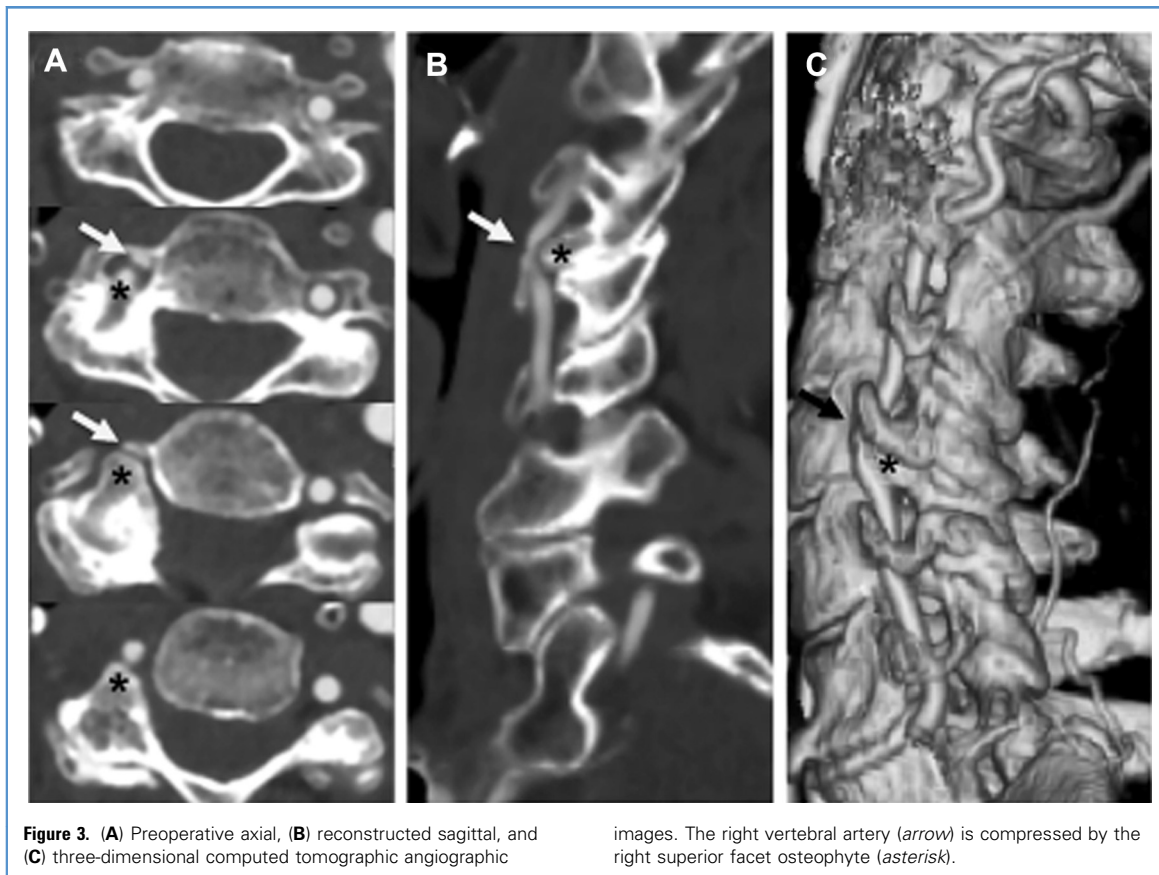 A
B
C
*
*
*
*
*
*
Figure 3. (A) Preoperative axial, (B) reconstructed sagittal, and
(C) three-dimensional computed tomographic angiographic
images. The right vertebral artery (arrow) is compressed by the
right superior facet osteophyte (asterisk).